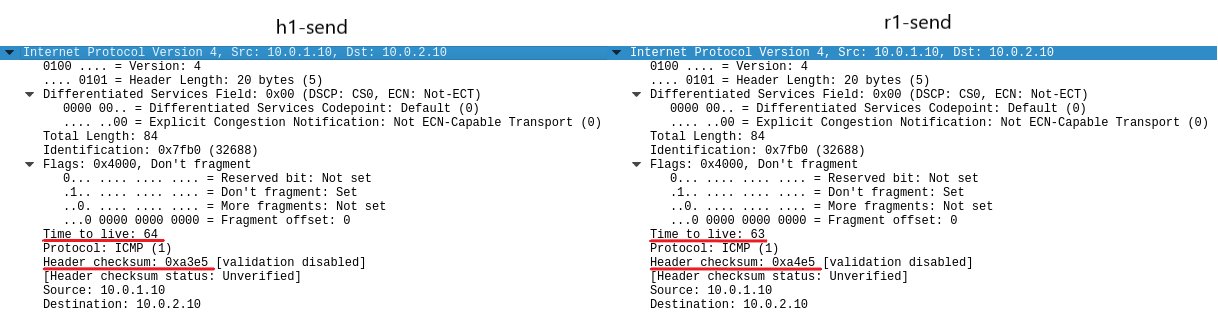 h1-send
Internet Protocol Version 4, Src: 10.0.1.10, Dst: 10.0.2.10
0100 .... = Version: 4
.... 0101 = Header Length: 20 bytes (5)
Differentiated Services Field: 0x00 (DSCP: CS0, ECN: Not-ECT)
0000 00.. = Differentiated Services Codepoint: Default (0)
.... ..00 = Explicit Congestion Notification: Not ECN-Capable Transport (0)
Total Length: 84
Identification: 0x7fb0 (32688)
Flags: 0x4000, Don't fragment
0... .... .... .... = Reserved bit: Not set
.1.. .... .... .... = Don't fragment: Set
..0. .... .... .... = More fragments: Not set
...0 0000 0000 0000 = Fragment offset: 0
Time to live: 64
Protocol: ICMP (1)
Header checksum: 0xa3e5 [validation disabled]
[Header checksum status: Unverified]
Source: 10.0.1.10
Destination: 10.0.2.10
r1-send
Internet Protocol Version 4, Src: 10.0.1.10, Dst: 10.0.2.10
0100 .... = Version: 4
.... 0101 = Header Length: 20 bytes (5)
Differentiated Services Field: 0x00 (DSCP: CS0, ECN: Not-ECT)
0000 00.. = Differentiated Services Codepoint: Default (0)
.... ..00 = Explicit Congestion Notification: Not ECN-Capable Transport (0)
Total Length: 84
Identification: 0x7fb0 (32688)
Flags: 0x4000, Don't fragment
0... .... .... .... = Reserved bit: Not set
.1.. .... .... .... = Don't fragment: Set
..0. .... .... .... = More fragments: Not set
...0 0000 0000 0000 = Fragment offset: 0
Time to live: 63
Protocol: ICMP (1)
Header checksum: 0xa4e5 [validation disabled]
[Header checksum status: Unverified]
Source: 10.0.1.10
Destination: 10.0.2.10